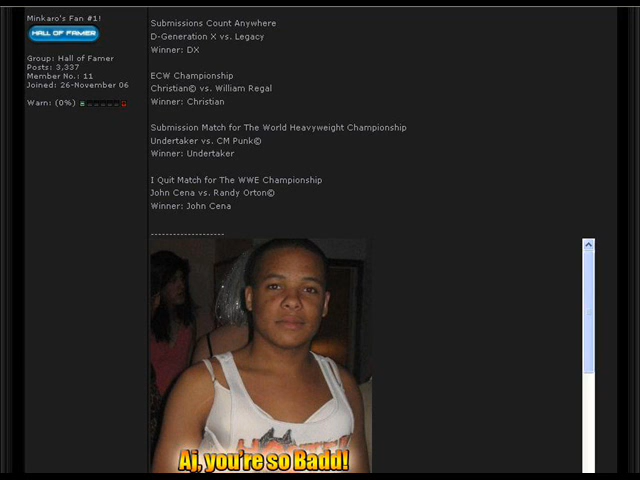 Minkaro's Fan #1!
HALL OF FAMER
Group: Hall of Famer
Posts: 3,337
Member No.: 11
Joined: 26-November 06
Warn: (0%)
Submissions Count Anywhere
D-Generation X vs. Legacy
Winner: DX
ECW Championship
Christian© vs. William Regal
Winner: Christian
Submission Match for The World Heavyweight Championship
Undertaker vs. CM Punk©
Winner: Undertaker
I Quit Match for The WWE Championship
John Cena vs. Randy Orton©
Winner: John Cena
--------------------
Aj, you're so Badd!